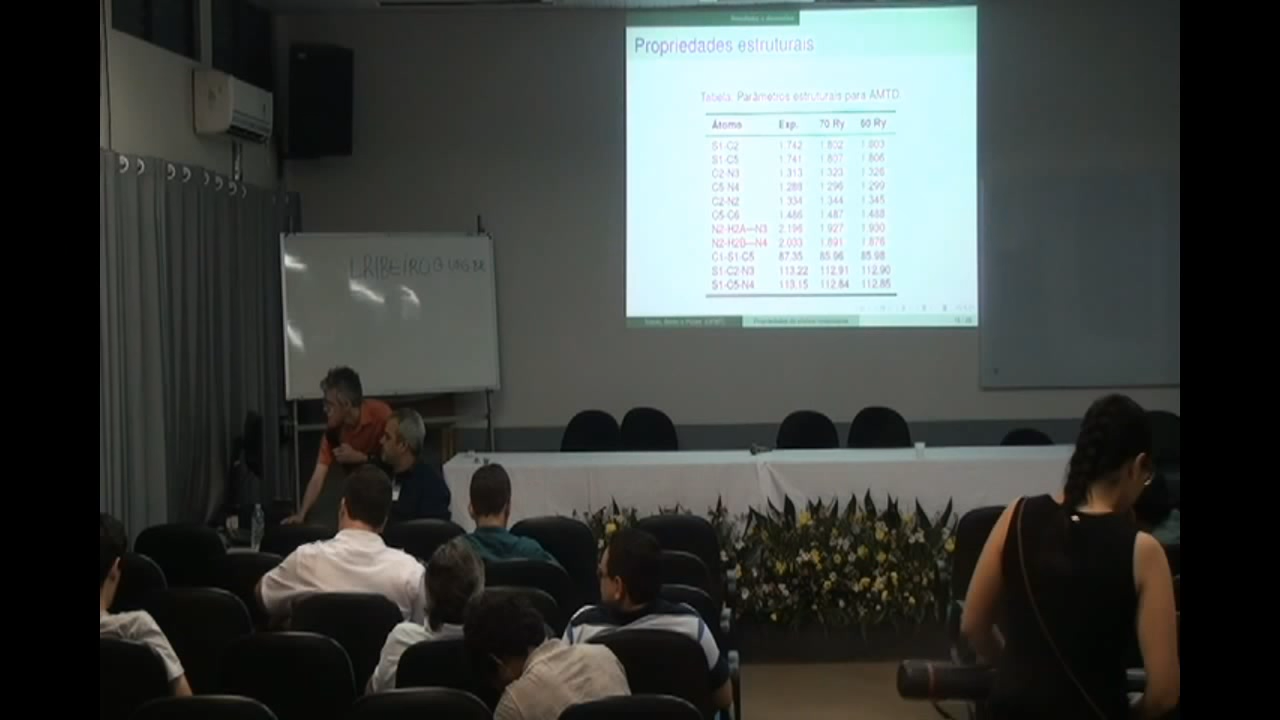 Resultados e discussões
Propriedades estruturais
Tabela: Parâmetros estruturais para AMTD
Átomo Exp. 70 Ry 60 Ry
S1-C2 1.742 1.802 1.803
S1-C5 1.741 1.807 1.806
C2-N3 1.313 1.323 1.326
C5-N4 1.288 1.296 1.299
C2-N2 1.334 1.344 1.345
C5-C6 1.486 1.487 1.488
N2-H2A—N3 2.196 1.927 1.930
N2-H2B—N4 2.033 1.891 1.876
C1-S1-C5 87.35 85.96 85.98
S1-C2-N3 113.22 112.91 112.90
S1-C5-N4 113.15 112.84 112.85
LRIBEIRO@